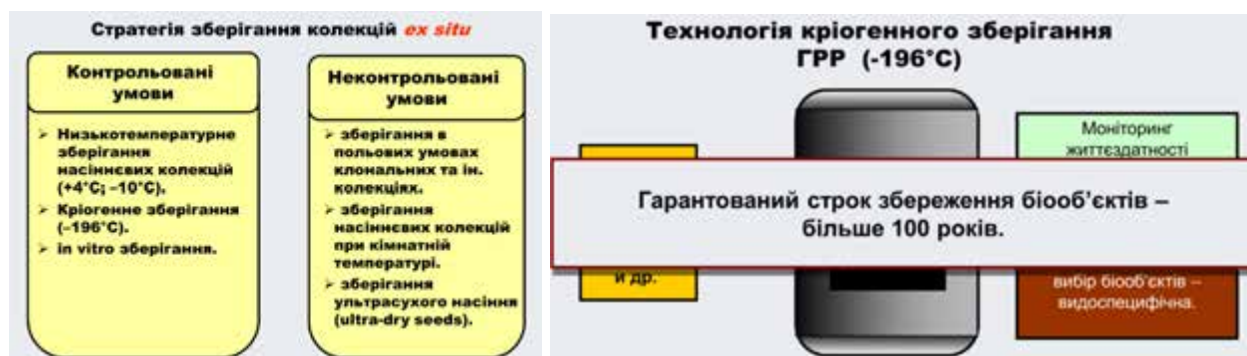 Стратегія зберігання колекцій ex situ
Контрольовані
умови
➢ Низькотемпературне
зберігання
насіннєвих колекцій
(+4°C; –10°C).
➢ Кріогенне зберігання
(–196°C).
➢ in vitro зберігання.
Неконтрольовані
умови
➢ зберігання в
польових умовах
клональних та ін.
колекціях.
➢ зберігання
насіннєвих колекцій
при кімнатній
температурі.
➢ зберігання
ультрасухого насіння
(ultra-dry seeds).
Технологія кріогенного зберігання
ГРР (-196°C)
Моніторинг
життєздатності
Гарантований строк збереження біооб’єктів –
більше 100 років.
и др.
вибір біооб’єктів –
видоспецифічна.